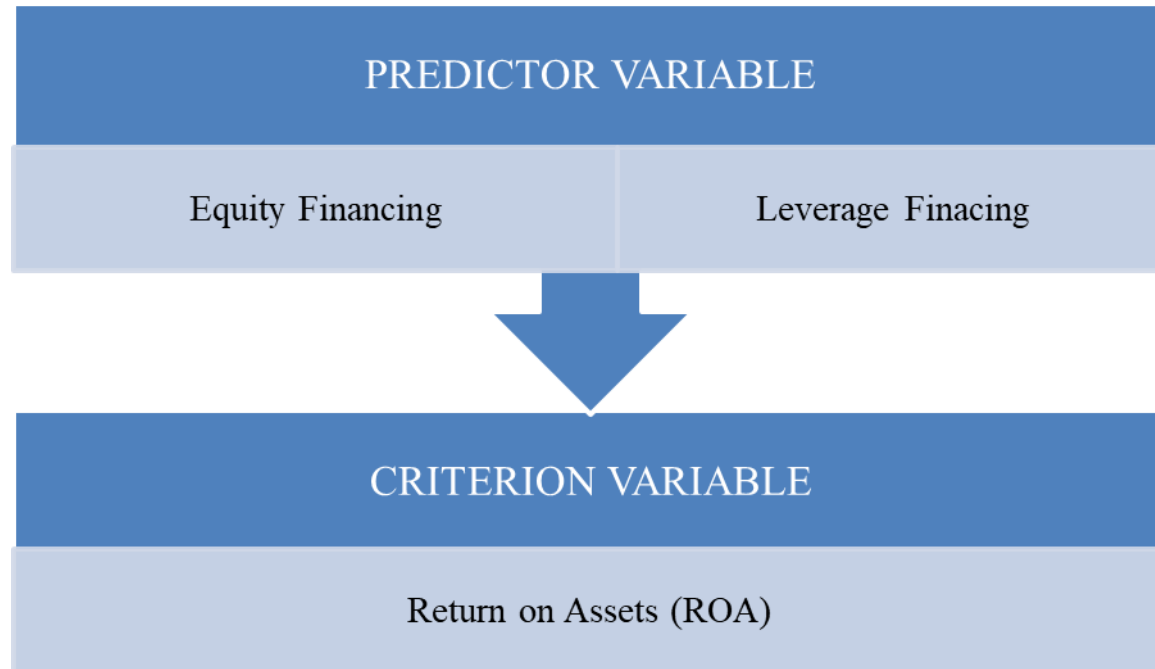 PREDICTOR VARIABLE
Equity Financing
Leverage Finacing
CRITERION VARIABLE
Return on Assets (ROA)